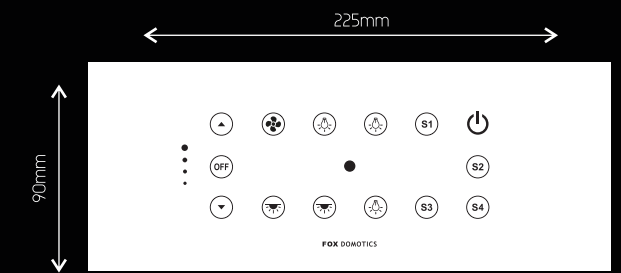 225mm
90mm
S1
OFF
S2
S3
S4
FOX DOMOTICS